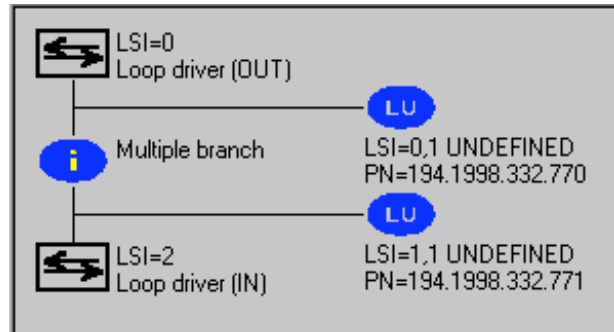 LSI=0
Loop driver (OUT)
LU
i
Multiple branch
LSI=0,1 UNDEFINED
PN=194.1998.332.770
LU
LSI=2
Loop driver (IN)
LSI=1,1 UNDEFINED
PN=194.1998.332.771